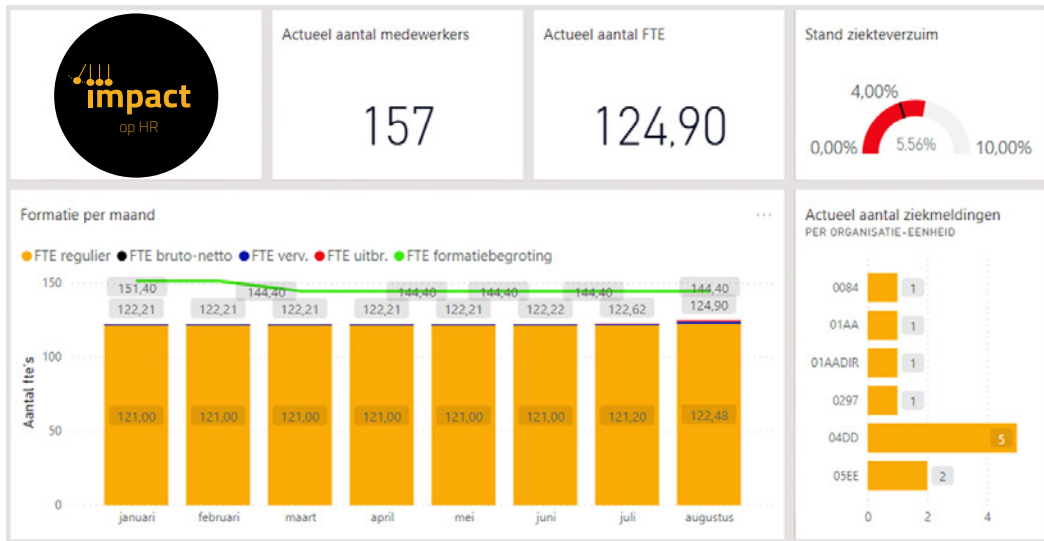 impact
op HR
Actueel aantal medewerkers
157
Actueel aantal FTE
124,90
Stand ziekteverzuim
4,00%
0,00%
5.56%
10,00%
Formatie per maand
...
FTE regulier FTE bruto-netto FTE verv. FTE uitbr. FTE formatiebegroting
150
151,40
144,40
144,40
144,40
144,40
144,40
122,21
122,21
122,21
122,21
122,21
122,22
122,62
124,90
Aantal fte's
100
121,00
121,00
121,00
121,00
121,00
121,00
121,20
122,48
50
0
januari
februari
maart
april
mei
juni
juli
augustus
Actueel aantal ziekmeldingen
PER ORGANISATIE-EENHEID
0084 1
01AA 1
01AADIR 1
0297 1
04DD 5
05EE 2
0 2 4